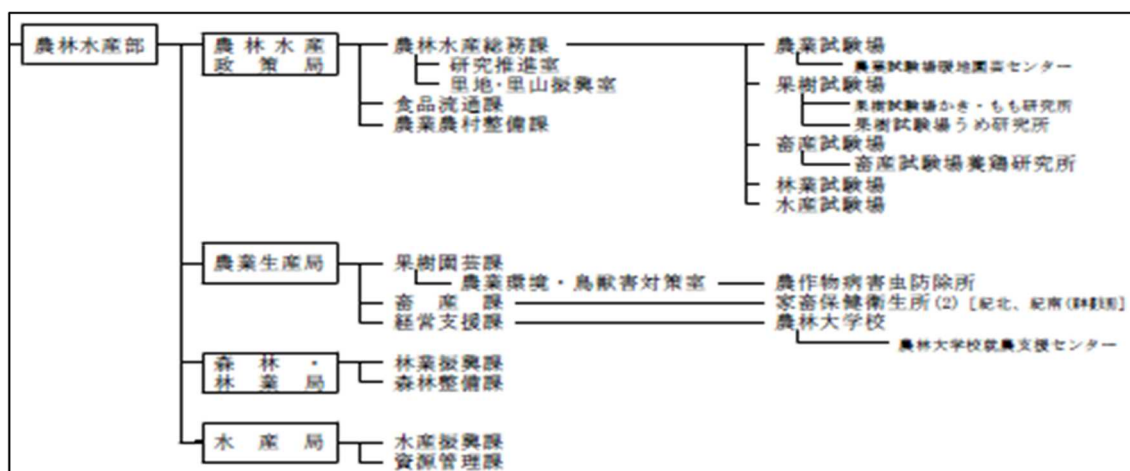 農林水産部
農林水産
政策局
農林水産総務課
研究推進室
里地・里山振興室
食品流通課
農業農村整備課
農業試験場
農業試験場暖地園芸センター
果樹試験場
果樹試験場かき・もも研究所
果樹試験場うめ研究所
畜産試験場
畜産試験場養鶏研究所
林業試験場
水産試験場
農業生産局
果樹園芸課
農業環境・鳥獣害対策室
農作物病害虫防除所
畜産課
家畜保健衛生所(2) [紀北、紀南
経営支援課
農林大学校
農林大学校就農支援センター
森林・
林業局
林業振興課
森林整備課
水産局
水産振興課
資源管理課